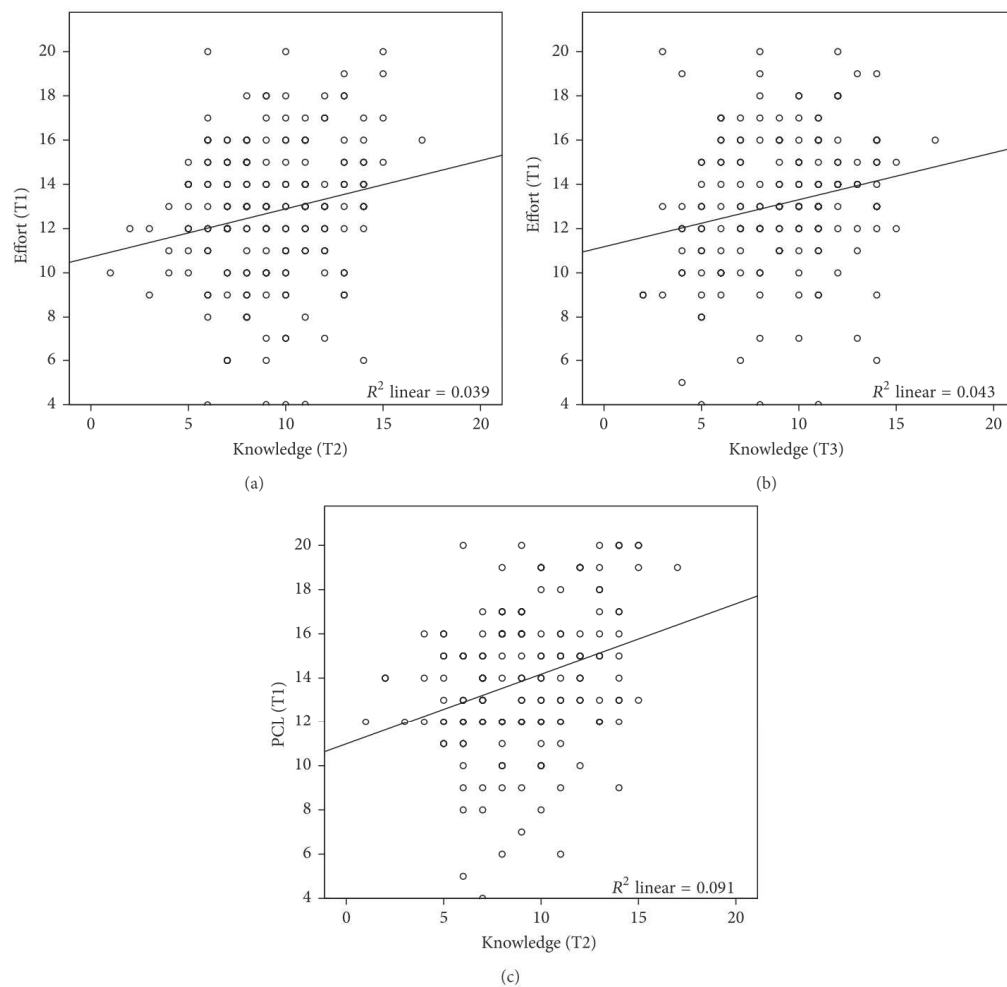 20
18
16
14
12
10
8
6
4
Effort (T1)
R² linear = 0.039
0 5 10 15 20
Knowledge (T2)
(a)
20
18
16
14
12
10
8
6
4
Effort (T1)
R² linear = 0.043
0 5 10 15 20
Knowledge (T3)
(b)
20
18
16
14
12
10
8
6
4
PCL (T1)
R² linear = 0.091
0 5 10 15 20
Knowledge (T2)
(c)